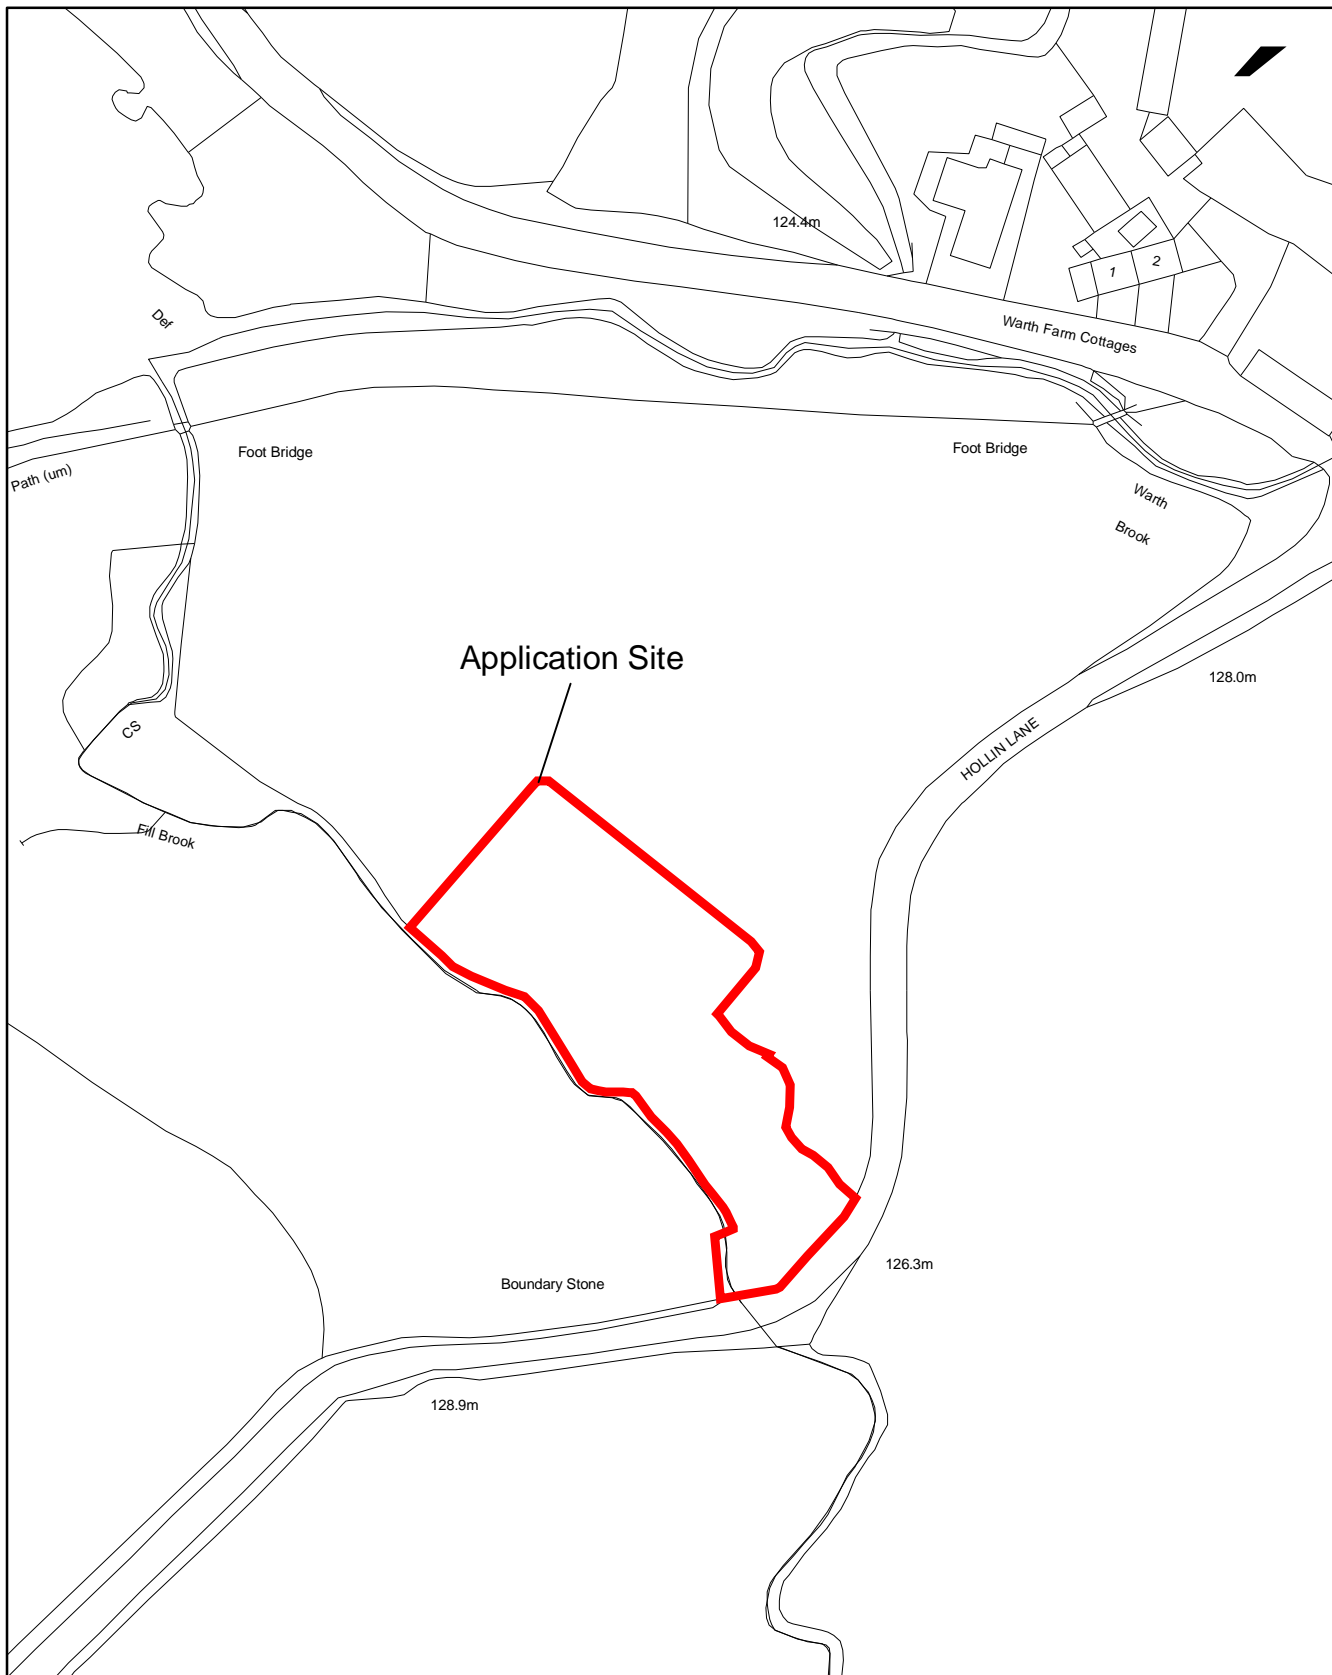 124.4m
1
2
Warth Farm Cottages
Def
Foot Bridge
Foot Bridge
Path (um)
Warth
Brook
Application Site
128.0m
HOLLIN LANE
CS
Fill Brook
126.3m
Boundary Stone
128.9m